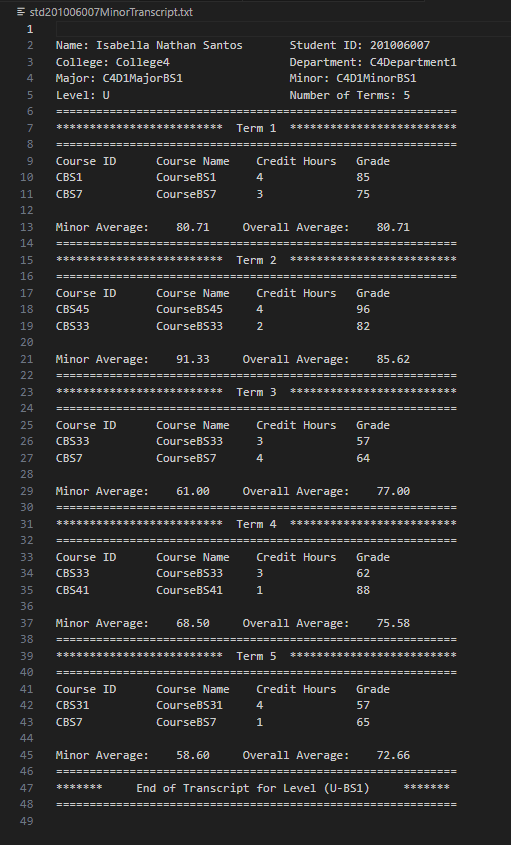 std201006007MinorTranscript.txt
1
2 Name: Isabella Nathan Santos Student ID: 201006007
3 College: College4 Department: C4Department1
4 Major: C4D1MajorBS1 Minor: C4D1MinorBS1
5 Level: U Number of Terms: 5
6 ============================================================
7 ************************* Term 1 *************************
8 ============================================================
9 Course ID Course Name Credit Hours Grade
10 CBS1 CourseBS1 4 85
11 CBS7 CourseBS7 3 75
12
13 Minor Average: 80.71 Overall Average: 80.71
14 ============================================================
15 ************************* Term 2 *************************
16 ============================================================
17 Course ID Course Name Credit Hours Grade
18 CBS45 CourseBS45 4 96
19 CBS33 CourseBS33 2 82
20
21 Minor Average: 91.33 Overall Average: 85.62
22 ============================================================
23 ************************* Term 3 *************************
24 ============================================================
25 Course ID Course Name Credit Hours Grade
26 CBS33 CourseBS33 3 57
27 CBS7 CourseBS7 4 64
28
29 Minor Average: 61.00 Overall Average: 77.00
30 ============================================================
31 ************************* Term 4 *************************
32 ============================================================
33 Course ID Course Name Credit Hours Grade
34 CBS33 CourseBS33 3 62
35 CBS41 CourseBS41 1 88
36
37 Minor Average: 68.50 Overall Average: 75.58
38 ============================================================
39 ************************* Term 5 *************************
40 ============================================================
41 Course ID Course Name Credit Hours Grade
42 CBS31 CourseBS31 4 57
43 CBS7 CourseBS7 1 65
44
45 Minor Average: 58.60 Overall Average: 72.66
46 ============================================================
47 ******* End of Transcript for Level (U-BS1) *******
48 ============================================================
49